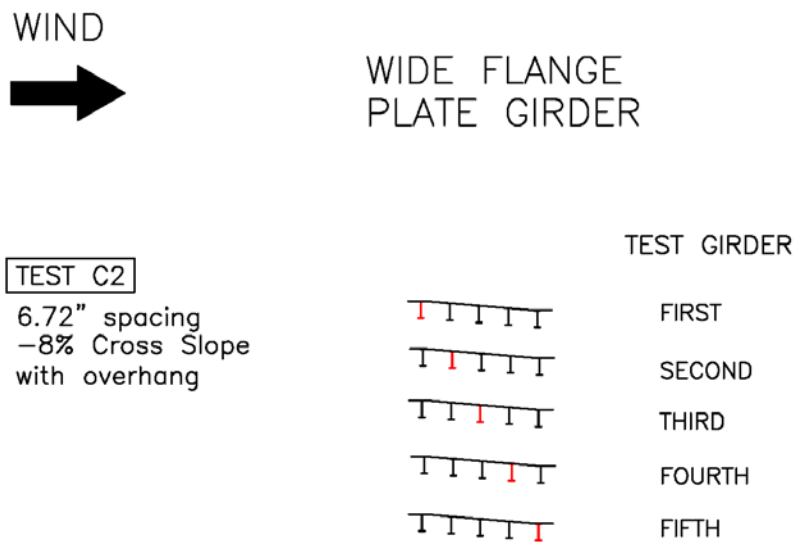 WIND
WIDE FLANGE
PLATE GIRDER
TEST GIRDER
TEST C2
6.72" spacing
−8% Cross Slope
with overhang
FIRST
SECOND
THIRD
FOURTH
FIFTH